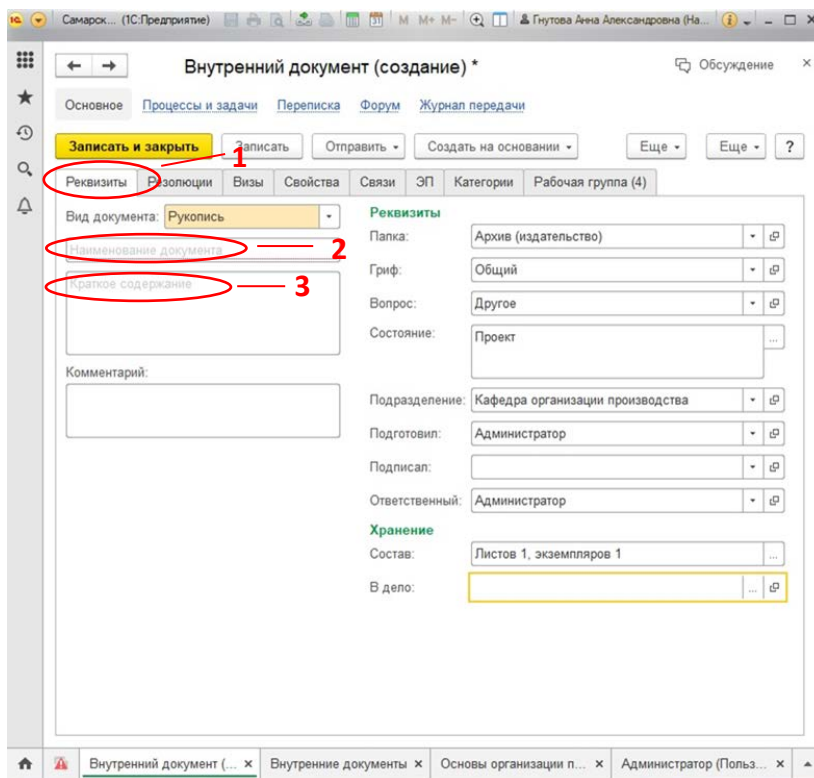 Самарск... (1С:Предприятие) M M+ M- Гнутова Анна Александровна (На...
Внутренний документ (создание) * Обсуждение
Основное Процессы и задачи Переписка Форум Журнал передачи
Записать и закрыть Записать Отправить Создать на основании Еще Еще ?
1
Реквизиты Резолюции Визы Свойства Связи ЭП Категории Рабочая группа (4)
Вид документа: Рукопись
Наименование документа 2
Краткое содержание 3
Комментарий:
Реквизиты
Папка: Архив (издательство)
Гриф: Общий
Вопрос: Другое
Состояние: Проект
Подразделение: Кафедра организации производства
Подготовил: Администратор
Подписал:
Ответственный: Администратор
Хранение
Состав: Листов 1, экземпляров 1
В дело:
Внутренний документ (... × Внутренние документы × Основы организации п... × Администратор (Польз... ×